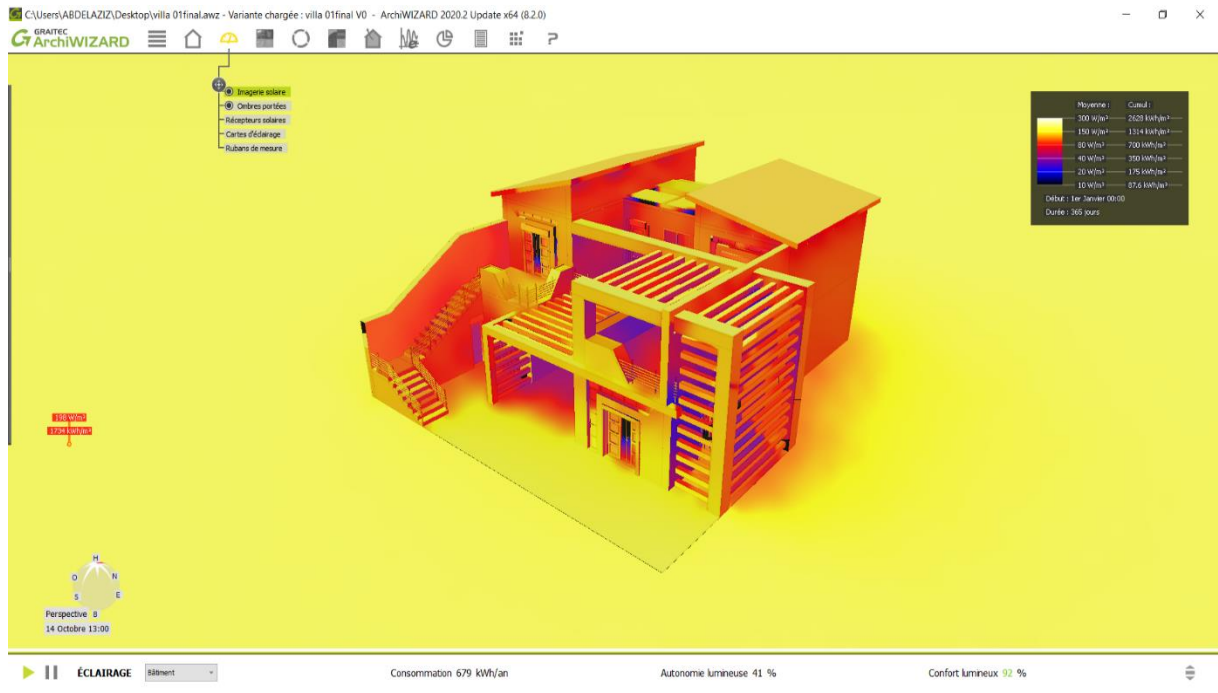 C:\Users\ABDELAZIZ\Desktop\villa 01final.awz - Variante chargée : villa 01final V0 - ArchiWIZARD 2020.2 Update x64 (8.2.0)
GRAITEC
ArchiWIZARD
?
Imagerie solaire
Ombres portées
Récepteurs solaires
Cartes d'éclairage
Rubans de mesure
Moyenne : Cumul :
300 W/m² 2628 kWh/m²
150 W/m² 1314 kWh/m²
80 W/m² 700 kWh/m²
40 W/m² 350 kWh/m²
20 W/m² 175 kWh/m²
10 W/m² 87.6 kWh/m²
Début : 1er Janvier 00:00
Durée : 365 jours
198 W/m²
1734 kWh/m²
H
O N
S E
Perspective B
14 Octobre 13:00
ÉCLAIRAGE Bâtiment Consommation 679 kWh/an Autonomie lumineuse 41 % Confort lumineux 92 %